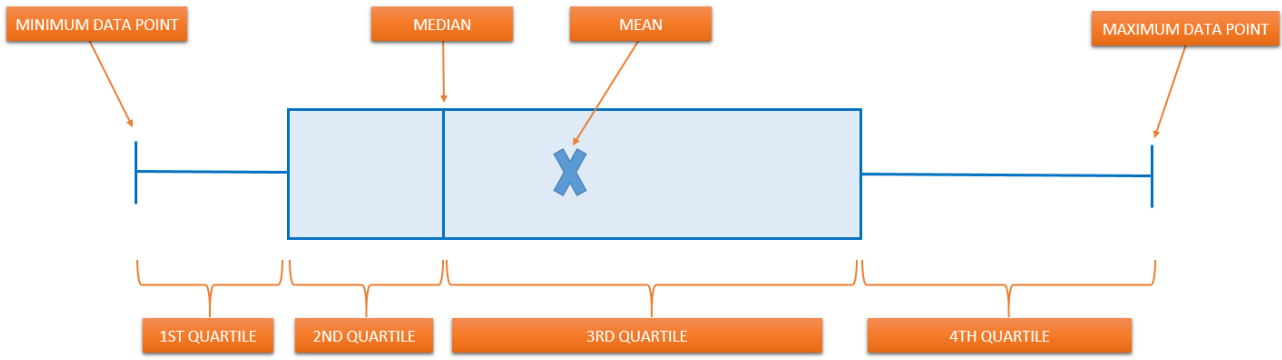 MINIMUM DATA POINT
MEDIAN
MEAN
MAXIMUM DATA POINT
1ST QUARTILE
2ND QUARTILE
3RD QUARTILE
4TH QUARTILE